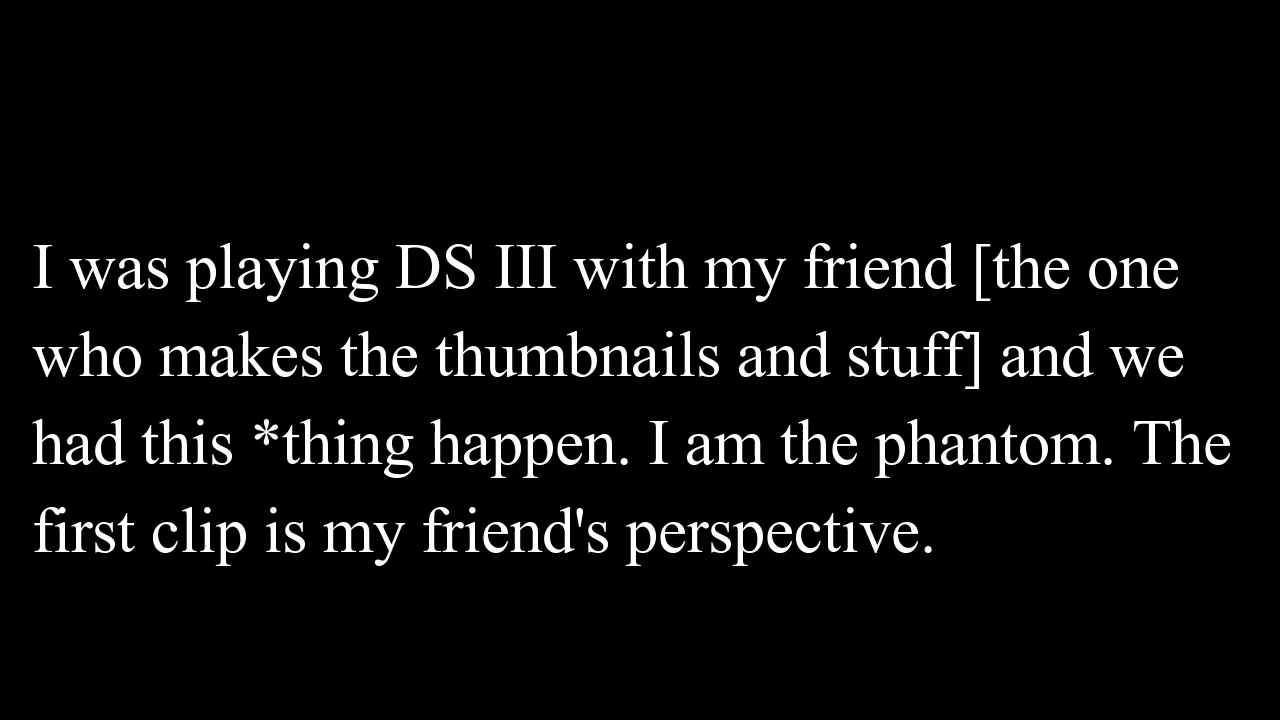 I was playing DS III with my friend [the one
who makes the thumbnails and stuff] and we
had this *thing happen. I am the phantom. The
first clip is my friend's perspective.